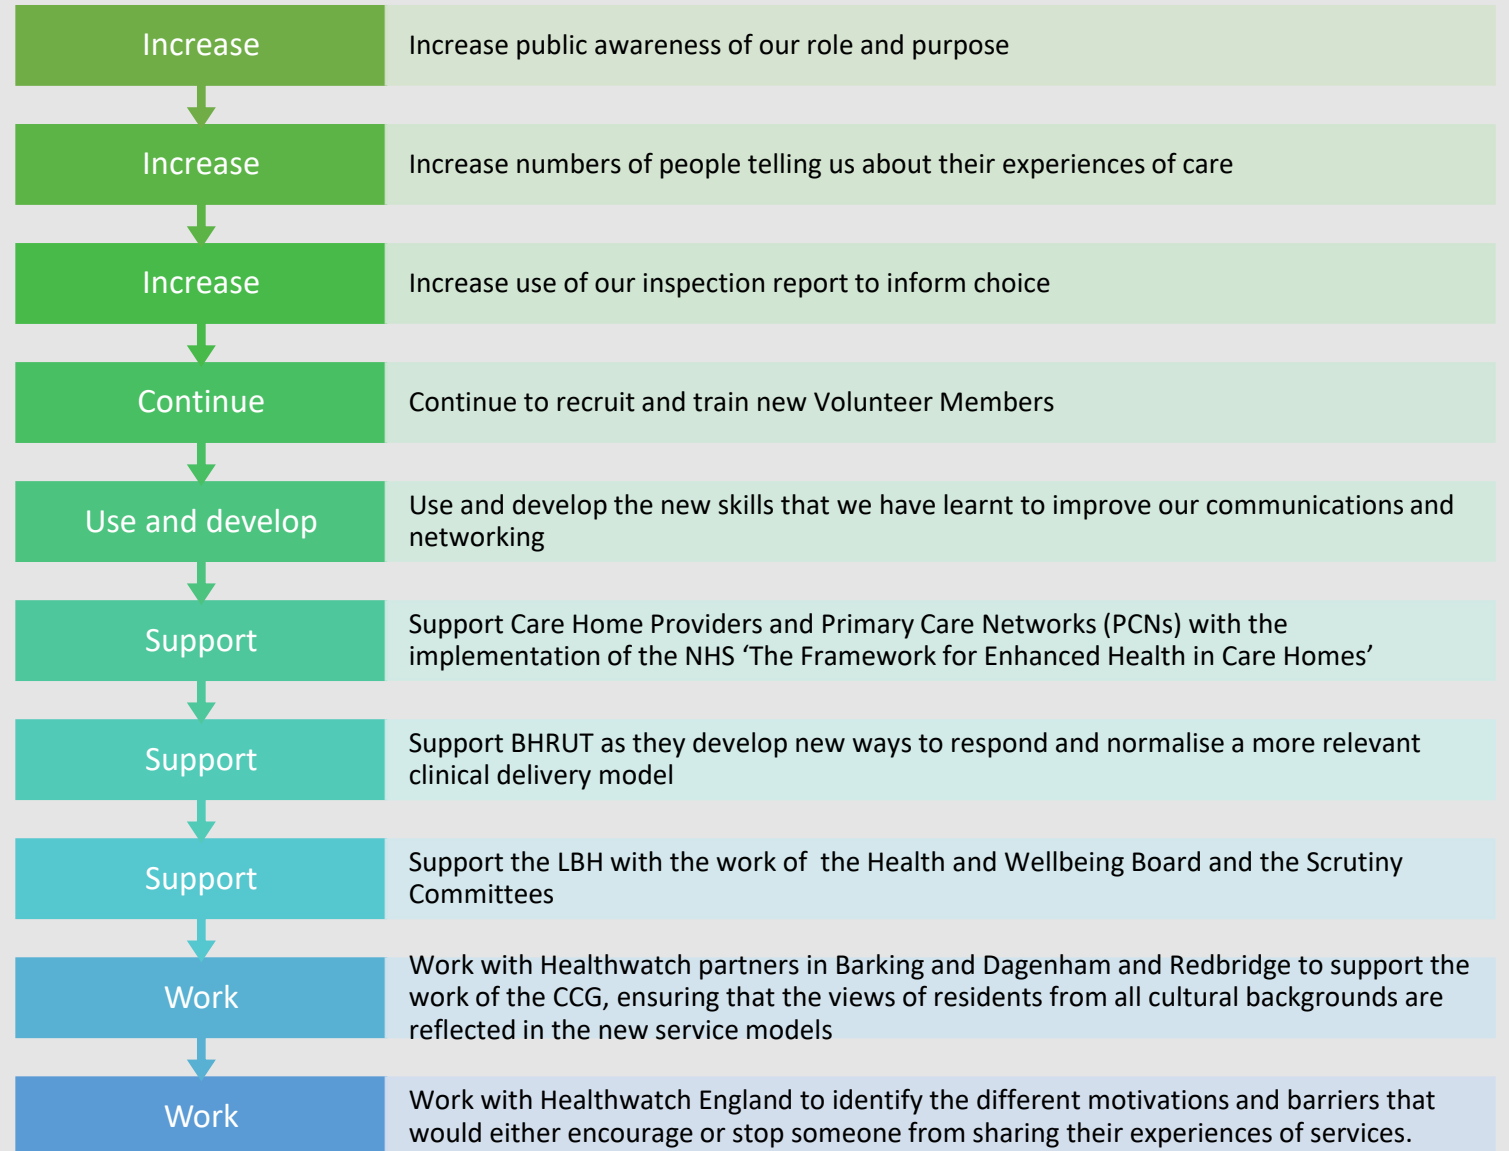 Increase
Increase public awareness of our role and purpose
Increase
Increase numbers of people telling us about their experiences of care
Increase
Increase use of our inspection report to inform choice
Continue
Continue to recruit and train new Volunteer Members
Use and develop
Use and develop the new skills that we have learnt to improve our communications and
networking
Support
Support Care Home Providers and Primary Care Networks (PCNs) with the
implementation of the NHS ‘The Framework for Enhanced Health in Care Homes’
Support
Support BHRUT as they develop new ways to respond and normalise a more relevant
clinical delivery model
Support
Support the LBH with the work of  the Health and Wellbeing Board and the Scrutiny
Committees
Work
Work with Healthwatch partners in Barking and Dagenham and Redbridge to support the
work of the CCG, ensuring that the views of residents from all cultural backgrounds are
reflected in the new service models
Work
Work with Healthwatch England to identify the different motivations and barriers that
would either encourage or stop someone from sharing their experiences of services.